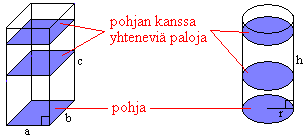 pohjan kanssa
yhteneviä paloja
c
h
pohja
r
b
a